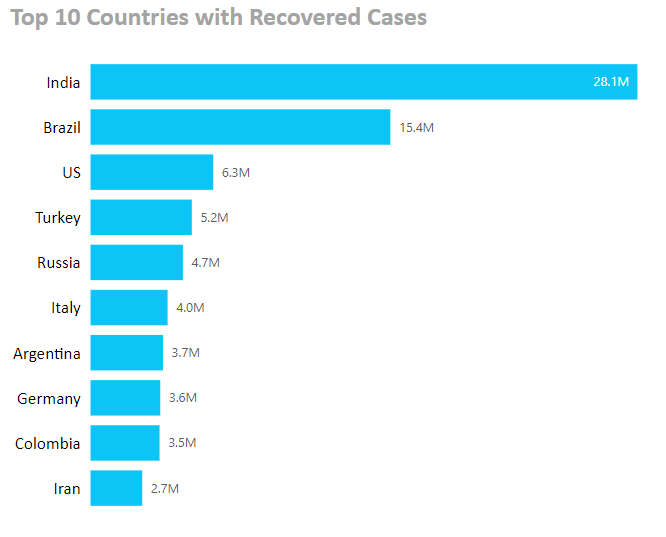 Top 10 Countries with Recovered Cases
India 28.1M
Brazil 15.4M
US 6.3M
Turkey 5.2M
Russia 4.7M
Italy 4.0M
Argentina 3.7M
Germany 3.6M
Colombia 3.5M
Iran 2.7M